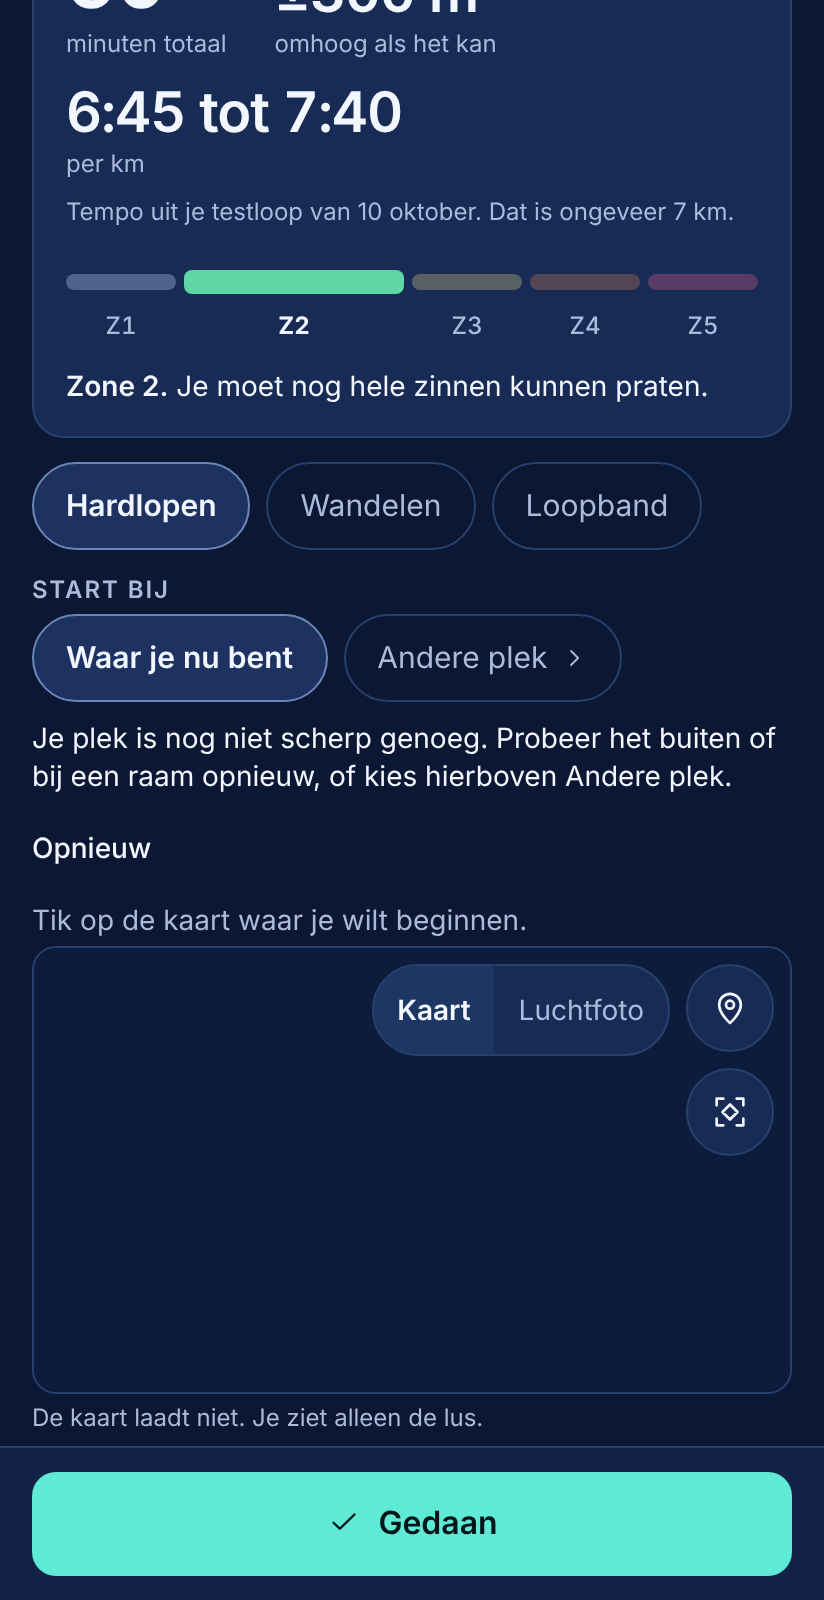 ±300 m
minuten totaal
omhoog als het kan
6:45 tot 7:40
per km
Tempo uit je testloop van 10 oktober. Dat is ongeveer 7 km.
Z1 Z2 Z3 Z4 Z5
Zone 2. Je moet nog hele zinnen kunnen praten.
Hardlopen Wandelen Loopband
START BIJ
Waar je nu bent Andere plek
Je plek is nog niet scherp genoeg. Probeer het buiten of
bij een raam opnieuw, of kies hierboven Andere plek.
Opnieuw
Tik op de kaart waar je wilt beginnen.
Kaart Luchtfoto
De kaart laadt niet. Je ziet alleen de lus.
Gedaan